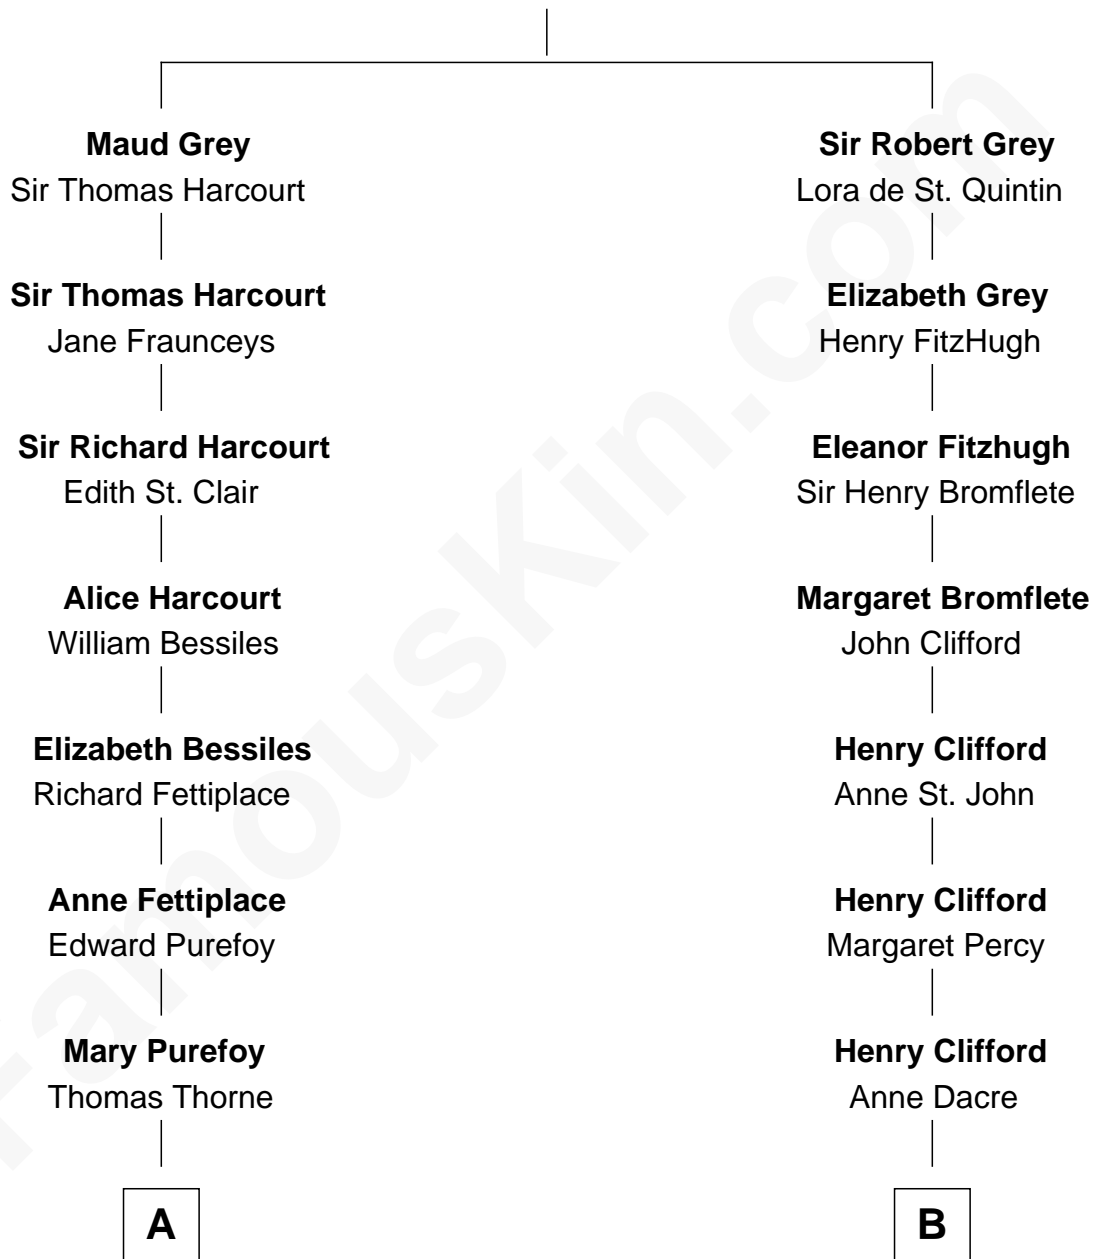 Maud Grey
Sir Thomas Harcourt
Sir Thomas Harcourt
Jane Fraunceys
Sir Richard Harcourt
Edith St. Clair
Alice Harcourt
William Bessiles
Elizabeth Bessiles
Richard Fettiplace
Anne Fettiplace
Edward Purefoy
Mary Purefoy
Thomas Thorne
A
Sir Robert Grey
Lora de St. Quintin
Elizabeth Grey
Henry FitzHugh
Eleanor Fitzhugh
Sir Henry Bromflete
Margaret Bromflete
John Clifford
Henry Clifford
Anne St. John
Henry Clifford
Margaret Percy
Henry Clifford
Anne Dacre
B
FamousKin.com